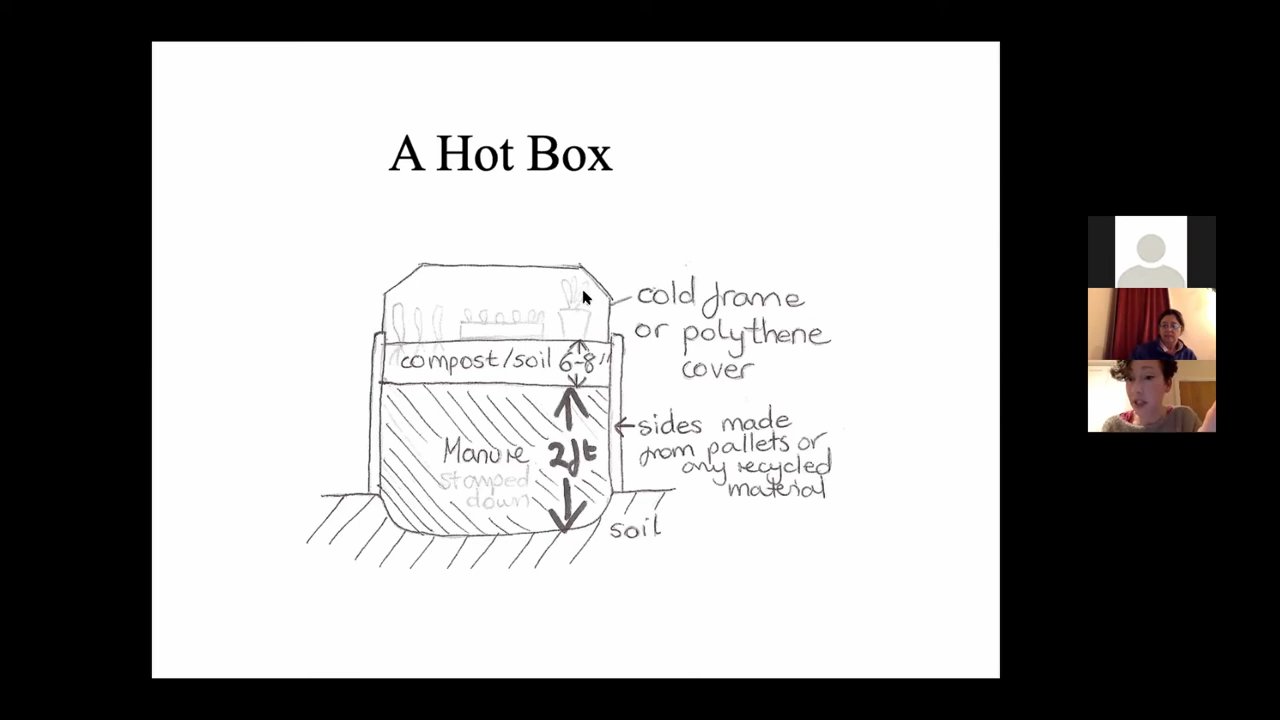 A Hot Box
cold frame
or polythene
cover
compost/soil 6-8"
sides made
from pallets or
any recycled
material
Manure 2ft
stamped
down
soil